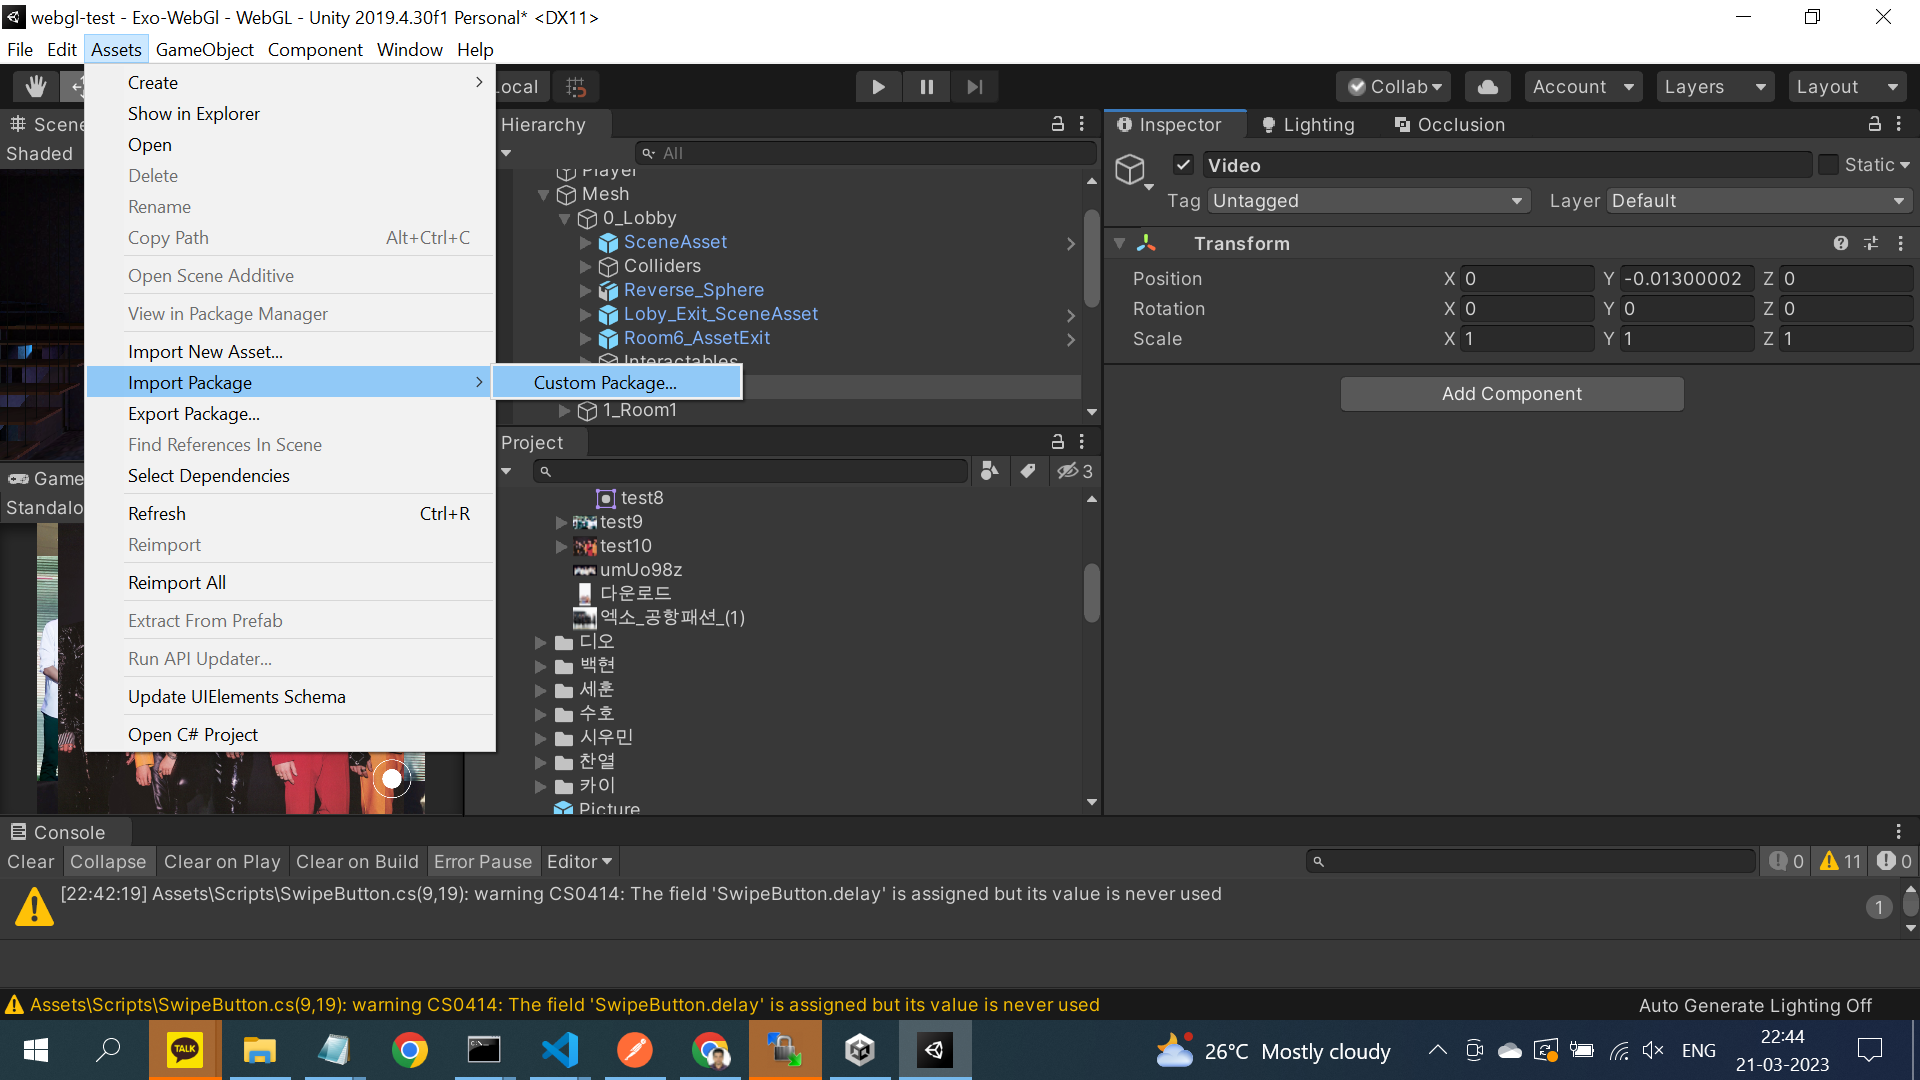 webgl-test - Exo-WebGl - WebGL - Unity 2019.4.30f1 Personal* <DX11>
File Edit Assets GameObject Component Window Help
Local
Collab
Account
Layers
Layout
Create
Show in Explorer
Open
Delete
Rename
Copy Path Alt+Ctrl+C
Open Scene Additive
View in Package Manager
Import New Asset...
Import Package
Custom Package...
Export Package...
Find References In Scene
Select Dependencies
Refresh Ctrl+R
Reimport
Reimport All
Extract From Prefab
Run API Updater...
Update UIElements Schema
Open C# Project
Scene
Shaded
Game
Standalo
Hierarchy
All
Player
Mesh
0_Lobby
SceneAsset
Colliders
Reverse_Sphere
Loby_Exit_SceneAsset
Room6_AssetExit
Interactables
1_Room1
Project
3
test8
test9
test10
umUo98z
다운로드
엑소_공항패션_(1)
디오
백현
세훈
수호
시우민
찬열
카이
Picture
Inspector Lighting Occlusion
Video Static
Tag Untagged Layer Default
Transform
Position X 0 Y -0.01300002 Z 0
Rotation X 0 Y 0 Z 0
Scale X 1 Y 1 Z 1
Add Component
Console
Clear Collapse Clear on Play Clear on Build Error Pause Editor 0 11 0
[22:42:19] Assets\Scripts\SwipeButton.cs(9,19): warning CS0414: The field 'SwipeButton.delay' is assigned but its value is never used
1
Assets\Scripts\SwipeButton.cs(9,19): warning CS0414: The field 'SwipeButton.delay' is assigned but its value is never used
Auto Generate Lighting Off
TALK
26°C Mostly cloudy
ENG
22:44
21-03-2023